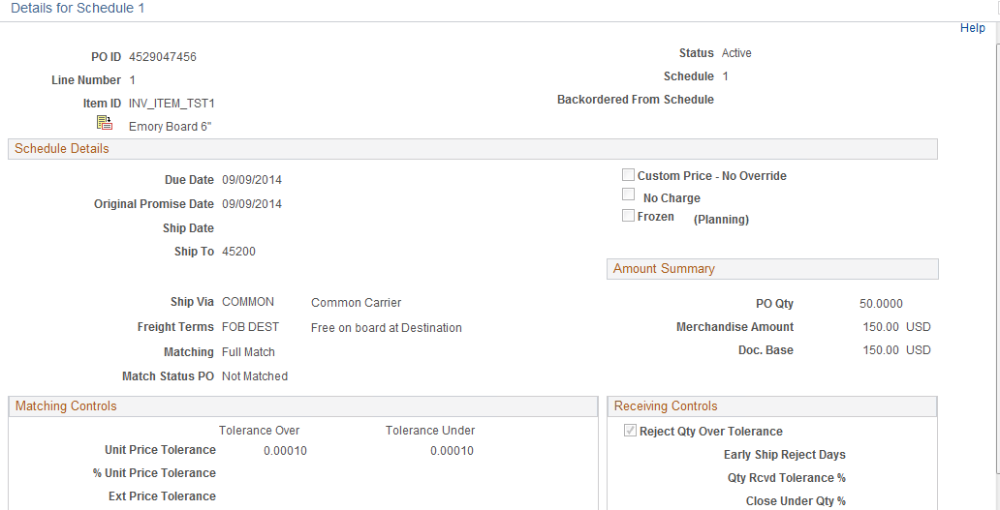 Details for Schedule 1
Help
PO ID 4529047456
Status Active
Line Number 1
Schedule 1
Item ID INV_ITEM_TST1
Backordered From Schedule
Emory Board 6"
Schedule Details
Due Date 09/09/2014
Custom Price - No Override
Original Promise Date 09/09/2014
No Charge
Ship Date
Frozen (Planning)
Ship To 45200
Amount Summary
Ship Via COMMON Common Carrier
PO Qty 50.0000
Freight Terms FOB DEST Free on board at Destination
Merchandise Amount 150.00 USD
Matching Full Match
Doc. Base 150.00 USD
Match Status PO Not Matched
Matching Controls
Receiving Controls
Tolerance Over Tolerance Under
Reject Qty Over Tolerance
Unit Price Tolerance 0.00010 0.00010
Early Ship Reject Days
% Unit Price Tolerance
Qty Rcvd Tolerance %
Ext Price Tolerance
Close Under Qty %